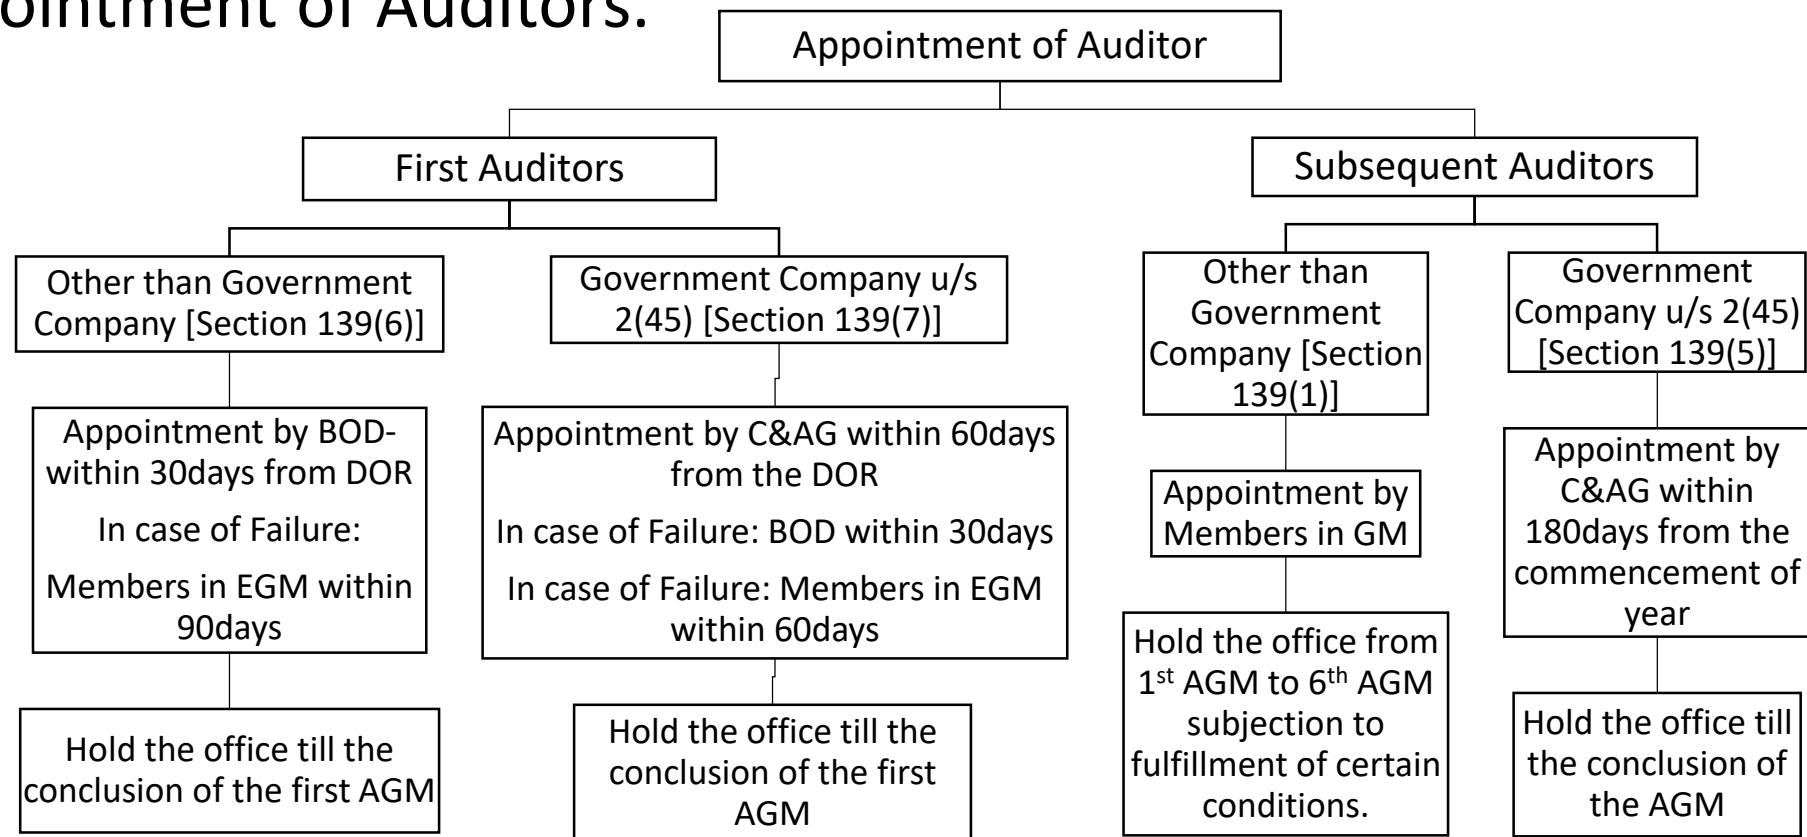 ointment of Auditors.
Appointment of Auditor
First Auditors
Other than Government
Company [Section 139(6)]
Appointment by BOD-
within 30days from DOR
In case of Failure:
Members in EGM within
90days
Hold the office till the
conclusion of the first AGM
Government Company u/s
2(45) [Section 139(7)]
Appointment by C&AG within 60days
from the DOR
In case of Failure: BOD within 30days
In case of Failure: Members in EGM
within 60days
Hold the office till the
conclusion of the first
AGM
Subsequent Auditors
Other than
Government
Company [Section
139(1)]
Appointment by
Members in GM
Hold the office from
1st AGM to 6th AGM
subjection to
fulfillment of certain
conditions.
Government
Company u/s 2(45)
[Section 139(5)]
Appointment by
C&AG within
180days from the
commencement of
year
Hold the office till
the conclusion of
the AGM